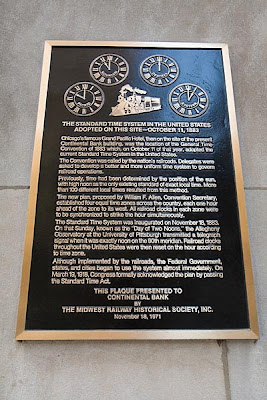 THE STANDARD TIME SYSTEM IN THE UNITED STATES
ADOPTED ON THIS SITE—OCTOBER 11, 1883
Chicago's famous Grand Pacific Hotel, then on the site of the present
Continental Bank building, was the location of the General Time
Convention of 1883 which, on October 11 of that year, adopted the
current Standard Time System in the United States.
The Convention was called by the nation's railroads. Delegates were
asked to develop a better and more uniform time system to govern
railroad operations.
Previously, time had been determined by the position of the sun,
with high noon as the only existing standard of exact local time. More
than 100 different local times resulted from this method.
The new plan, proposed by William F. Allen, Convention Secretary,
established four equal time zones across the country, each one hour
ahead of the zone to its west. All railroad clocks in each zone were
to be synchronized to strike the hour simultaneously.
The Standard Time System was inaugurated on November 18, 1883.
On that Sunday, known as the "Day of Two Noons," the Allegheny
Observatory at the University of Pittsburgh transmitted a telegraph
signal when it was exactly noon on the 90th meridian. Railroad clocks
throughout the United States were then reset on the hour according
to time zone.
Although implemented by the railroads, the Federal Government,
states, and cities began to use the system almost immediately. On
March 19, 1918, Congress formally acknowledged the plan by passing
the Standard Time Act.
THIS PLAQUE PRESENTED TO
CONTINENTAL BANK
BY
THE MIDWEST RAILWAY HISTORICAL SOCIETY, INC.
November 18, 1971